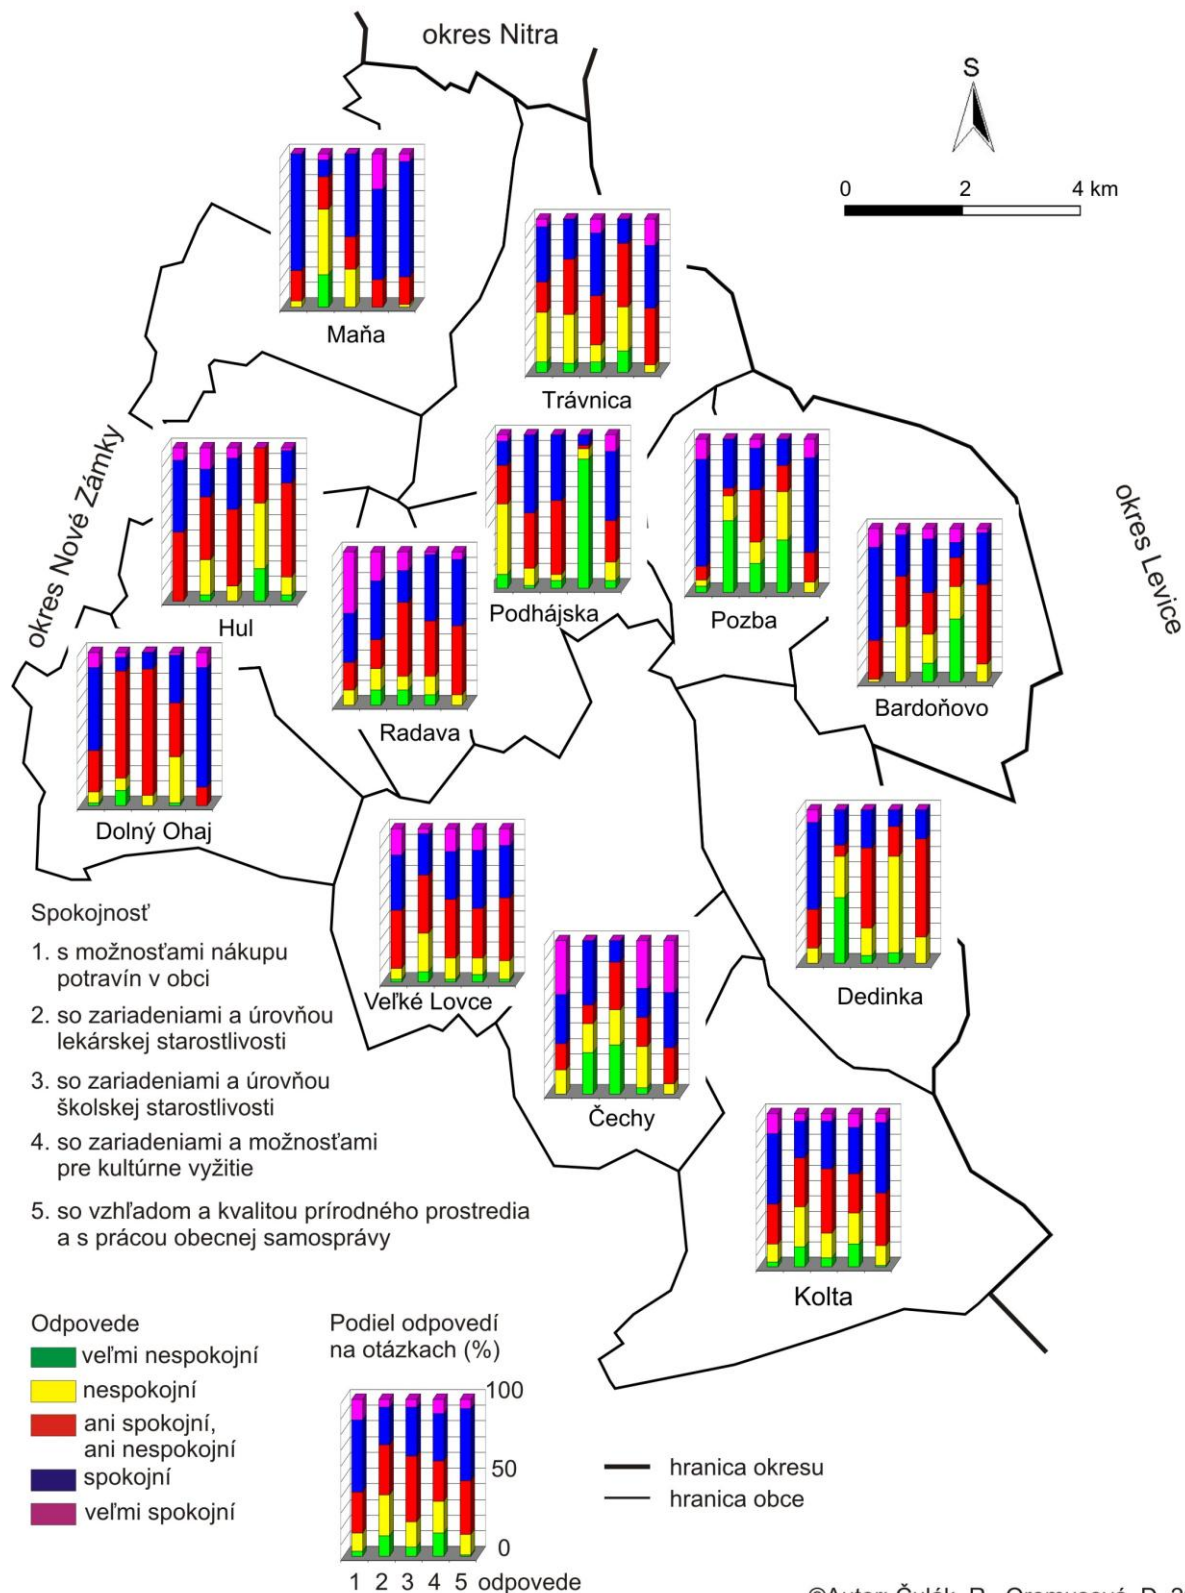 okres Nitra
S
0 2 4 km
Maňa
Trávnica
okres Nové Zámky
okres Levice
Hul
Podhájska
Pozba
Radava
Bardoňovo
Dolný Ohaj
Veľké Lovce
Čechy
Dedinka
Kolta
Spokojnosť
1. s možnosťami nákupu
potravín v obci
2. so zariadeniami a úrovňou
lekárskej starostlivosti
3. so zariadeniami a úrovňou
školskej starostlivosti
4. so zariadeniami a možnosťami
pre kultúrne vyžitie
5. so vzhľadom a kvalitou prírodného prostredia
a s prácou obecnej samosprávy
Odpovede
veľmi nespokojní
nespokojní
ani spokojní,
ani nespokojní
spokojní
veľmi spokojní
Podiel odpovedí
na otázkach (%)
100
50
0
1 2 3 4 5 odpovede
hranica okresu
hranica obce